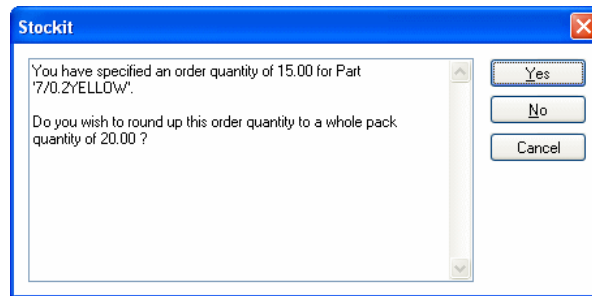 Stockit
You have specified an order quantity of 15.00 for Part
'7/0.2YELLOW'.
Do you wish to round up this order quantity to a whole pack
quantity of 20.00 ?
Yes
No
Cancel